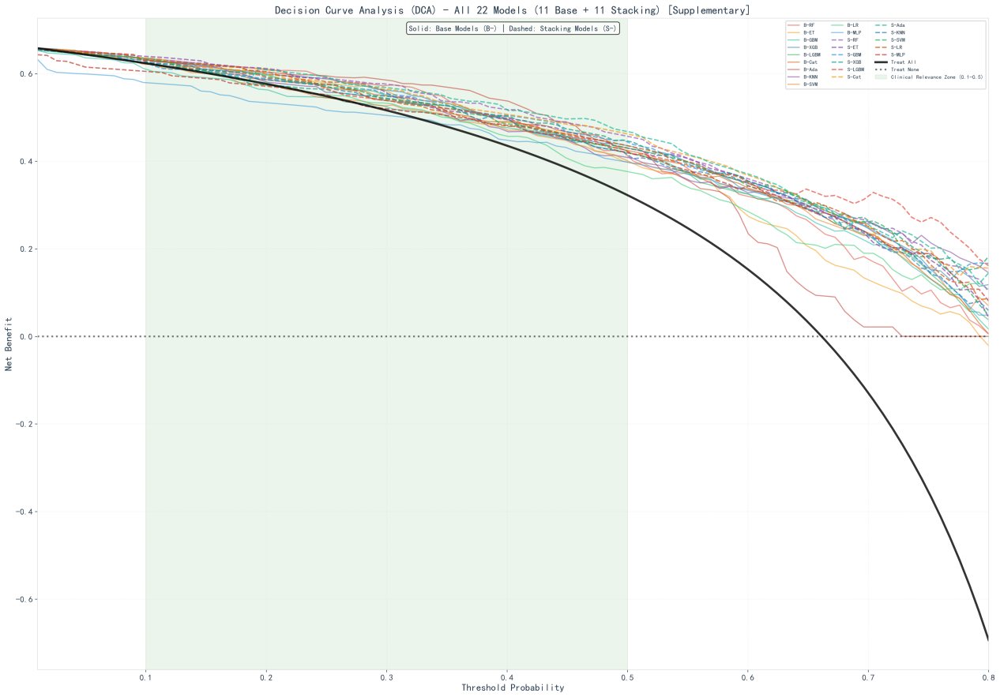 Decision Curve Analysis (DCA) - All 22 Models (11 Base + 11 Stacking) [Supplementary]
Solid: Base Models (B-) | Dashed: Stacking Models (S-)
B-RF
B-ET
B-GBM
B-XGB
B-LGBM
B-Cat
B-Ada
B-KNN
B-SVM
B-LR
B-MLP
S-RF
S-ET
S-GBM
S-XGB
S-LGBM
S-Cat
S-Ada
S-KNN
S-SVM
S-LR
S-MLP
Treat All
Treat None
Clinical Relevance Zone (0.1-0.5)
Net Benefit
0.6
0.4
0.2
0.0
-0.2
-0.4
-0.6
0.1
0.2
0.3
0.4
0.5
0.6
0.7
0.8
Threshold Probability